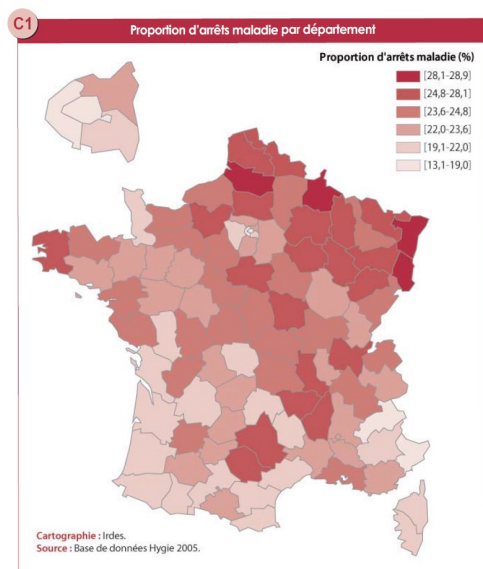 C1
Proportion d'arrêts maladie par département
Proportion d'arrêts maladie (%)
[28,1-28,9]
[24,8-28,1]
[23,6-24,8]
[22,0-23,6]
[19,1-22,0]
[13,1-19,0]
Cartographie : Irdes.
Source : Base de données Hygie 2005.